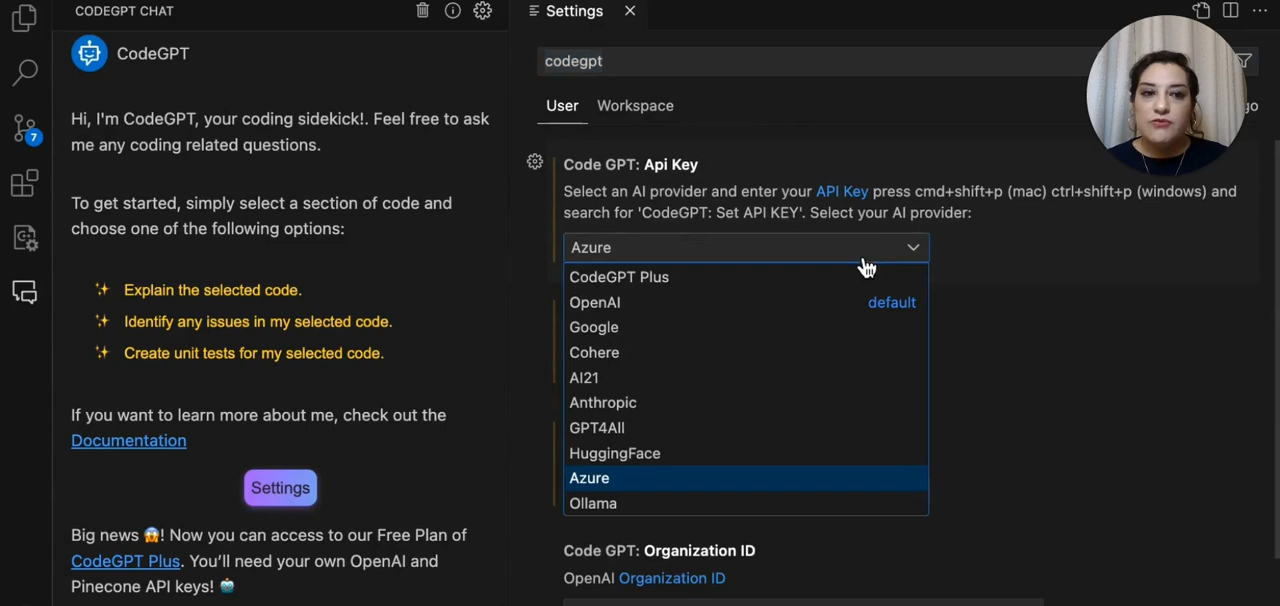 CODEGPT CHAT
CodeGPT
Hi, I'm CodeGPT, your coding sidekick!. Feel free to ask
me any coding related questions.
To get started, simply select a section of code and
choose one of the following options:
Explain the selected code.
Identify any issues in my selected code.
Create unit tests for my selected code.
If you want to learn more about me, check out the
Documentation
Settings
Big news 😱! Now you can access to our Free Plan of
CodeGPT Plus. You'll need your own OpenAI and
Pinecone API keys! 🤖
7
Settings
codegpt
User Workspace
Code GPT: Api Key
Select an AI provider and enter your API Key press cmd+shift+p (mac) ctrl+shift+p (windows) and
search for 'CodeGPT: Set API KEY'. Select your AI provider:
Azure
CodeGPT Plus
OpenAI default
Google
Cohere
AI21
Anthropic
GPT4All
HuggingFace
Azure
Ollama
Code GPT: Organization ID
OpenAI Organization ID